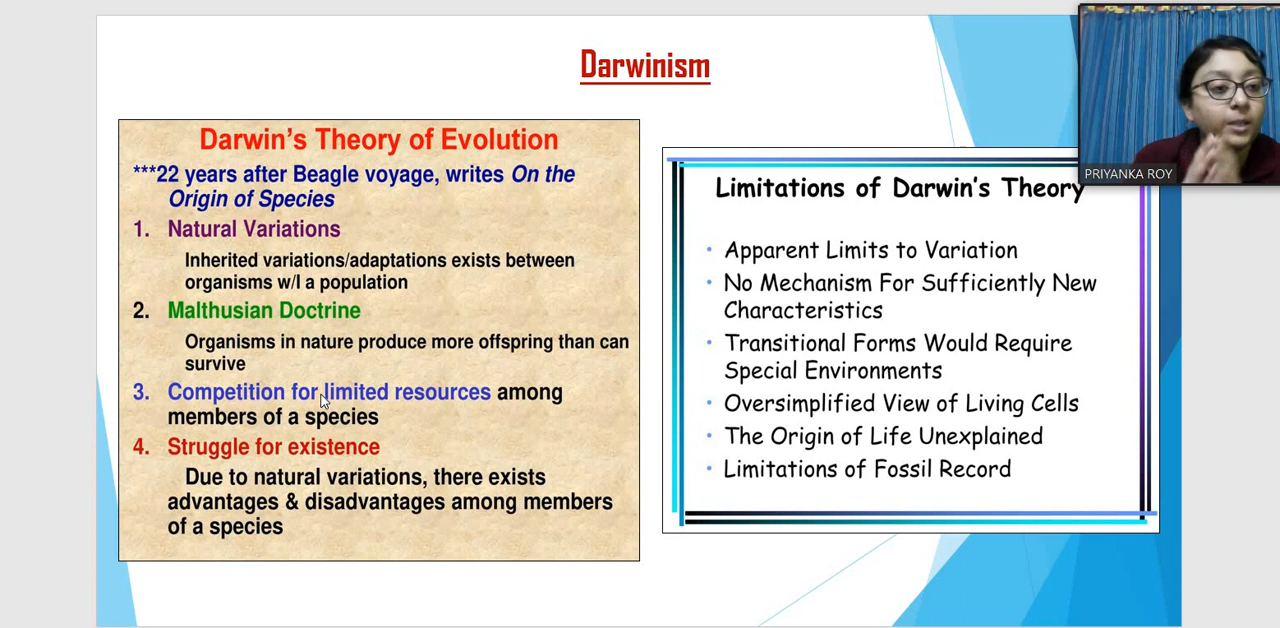 Darwinism
Darwin's Theory of Evolution
***22 years after Beagle voyage, writes On the
Origin of Species
1. Natural Variations
Inherited variations/adaptations exists between
organisms w/I a population
2. Malthusian Doctrine
Organisms in nature produce more offspring than can
survive
3. Competition for limited resources among
members of a species
4. Struggle for existence
Due to natural variations, there exists
advantages & disadvantages among members
of a species
Limitations of Darwin's Theory
• Apparent Limits to Variation
• No Mechanism For Sufficiently New
Characteristics
• Transitional Forms Would Require
Special Environments
• Oversimplified View of Living Cells
• The Origin of Life Unexplained
• Limitations of Fossil Record
PRIYANKA ROY